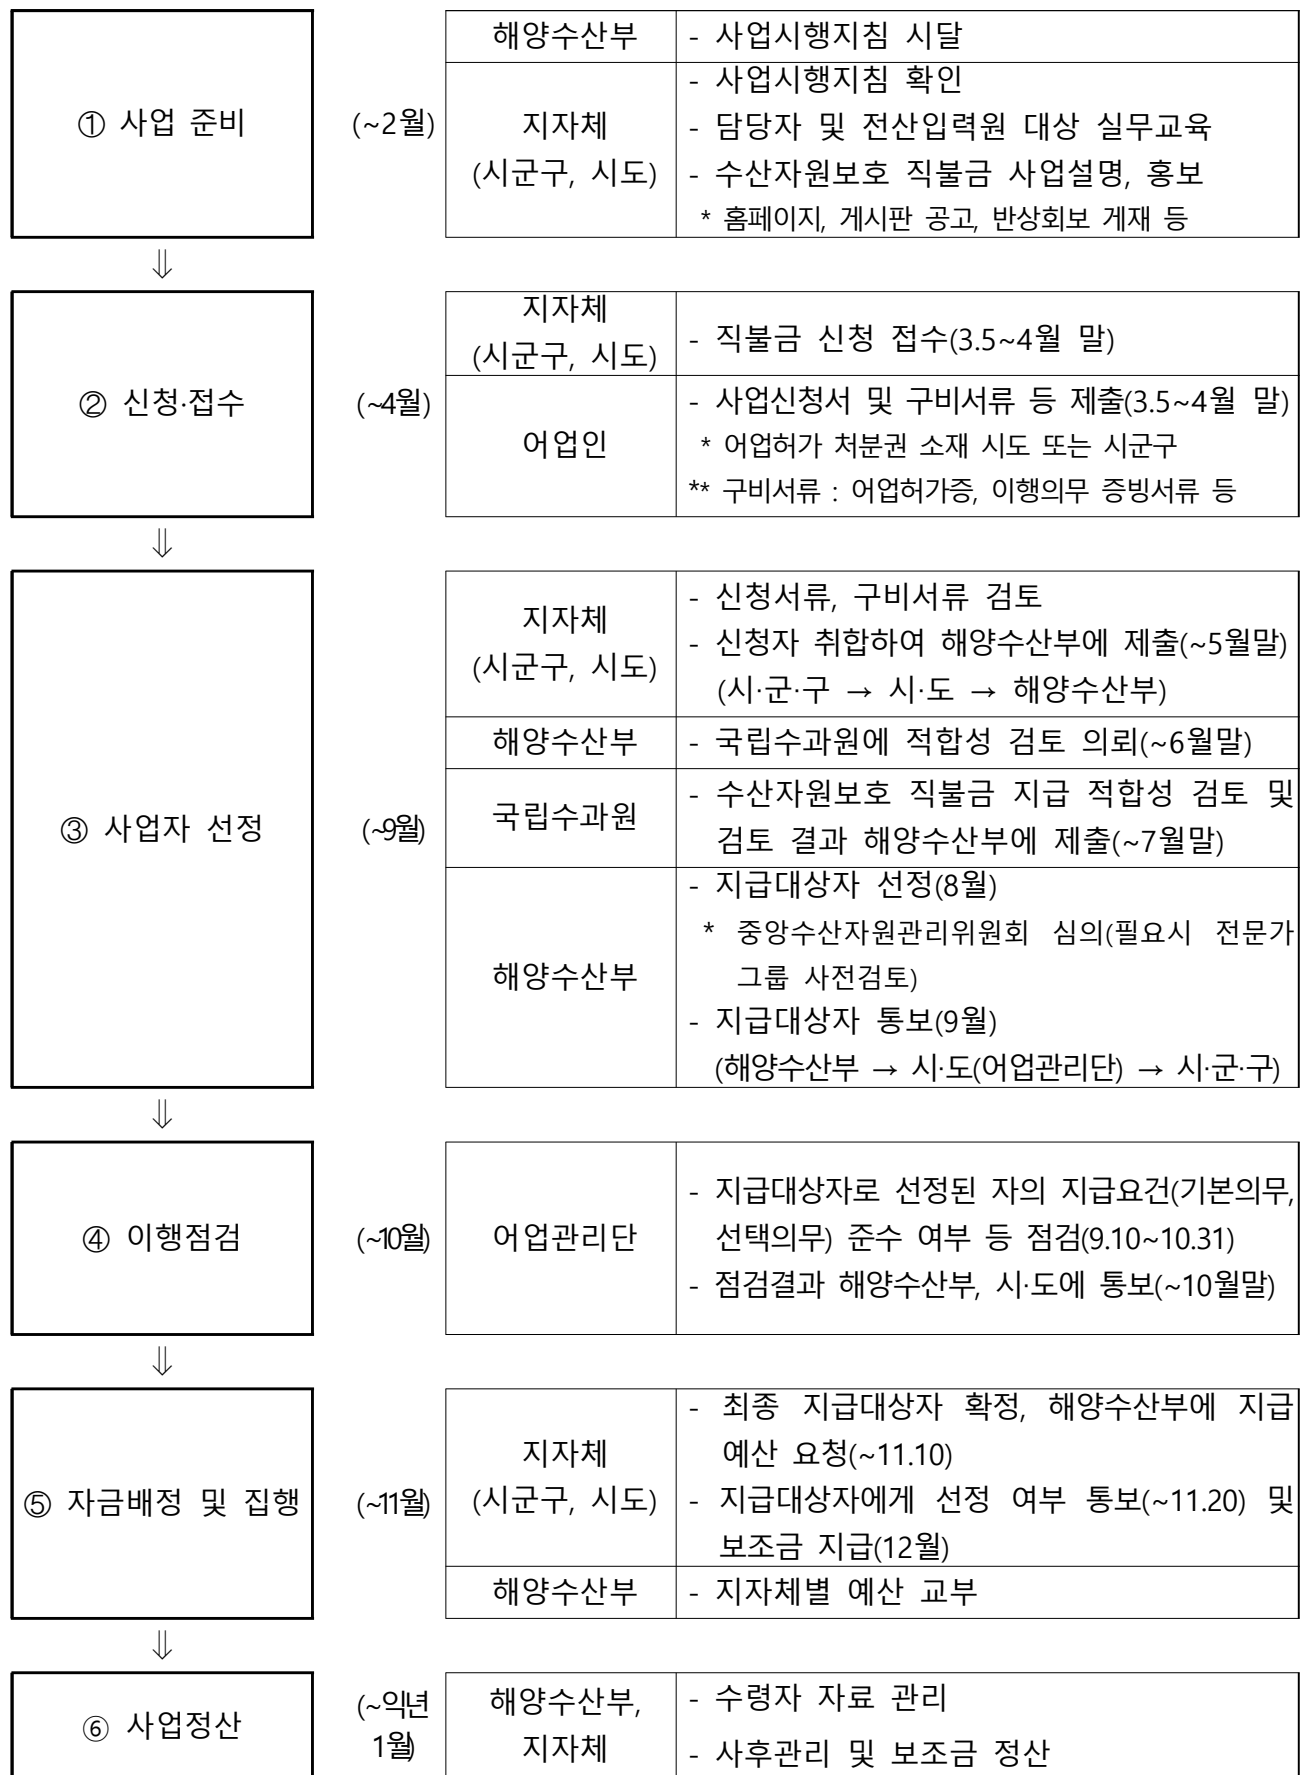 ① 사업 준비
(~2월)
해양수산부
- 사업시행지침 시달
지자체
(시군구, 시도)
- 사업시행지침 확인
- 담당자 및 전산입력원 대상 실무교육
- 수산자원보호 직불금 사업설명, 홍보
* 홈페이지, 게시판 공고, 반상회보 게재 등
⇓
② 신청·접수
(~4월)
지자체
(시군구, 시도)
- 직불금 신청 접수(3.5~4월 말)
어업인
- 사업신청서 및 구비서류 등 제출(3.5~4월 말)
* 어업허가 처분권 소재 시도 또는 시군구
** 구비서류 : 어업허가증, 이행의무 증빙서류 등
⇓
③ 사업자 선정
(~9월)
지자체
(시군구, 시도)
- 신청서류, 구비서류 검토
- 신청자 취합하여 해양수산부에 제출(~5월말)
(시·군·구 → 시·도 → 해양수산부)
해양수산부
- 국립수과원에 적합성 검토 의뢰(~6월말)
국립수과원
- 수산자원보호 직불금 지급 적합성 검토 및
검토 결과 해양수산부에 제출(~7월말)
해양수산부
- 지급대상자 선정(8월)
* 중앙수산자원관리위원회 심의(필요시 전문가
그룹 사전검토)
- 지급대상자 통보(9월)
(해양수산부 → 시·도(어업관리단) → 시·군·구)
⇓
④ 이행점검
(~10월)
어업관리단
- 지급대상자로 선정된 자의 지급요건(기본의무,
선택의무) 준수 여부 등 점검(9.10~10.31)
- 점검결과 해양수산부, 시·도에 통보(~10월말)
⇓
⑤ 자금배정 및 집행
(~11월)
지자체
(시군구, 시도)
- 최종 지급대상자 확정, 해양수산부에 지급
예산 요청(~11.10)
- 지급대상자에게 선정 여부 통보(~11.20) 및
보조금 지급(12월)
해양수산부
- 지자체별 예산 교부
⇓
⑥ 사업정산
(~익년
1월)
해양수산부,
지자체
- 수령자 자료 관리
- 사후관리 및 보조금 정산